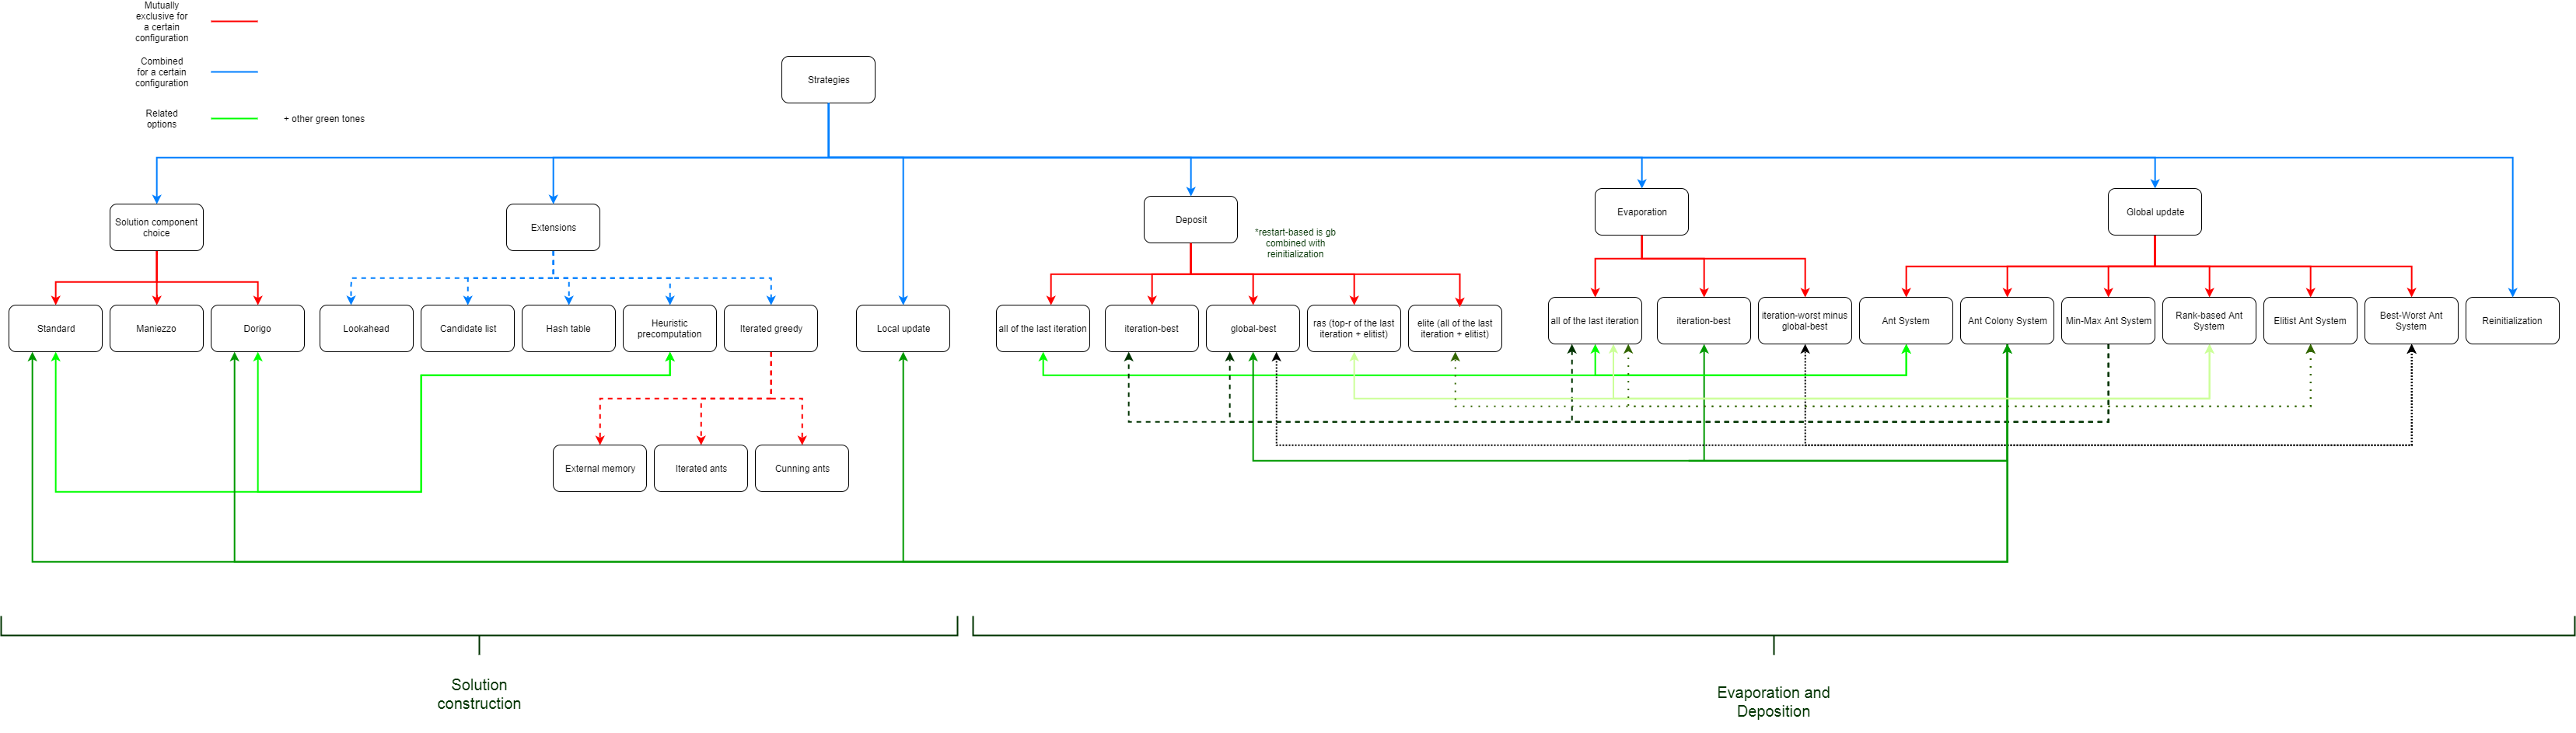 Mutually
exclusive for
a certain
configuration
Combined
for a certain
configuration
Related
options
+ other green tones
Strategies
Solution component
choice
Extensions
Deposit
*restart-based is gb
combined with
reinitialization
Evaporation
Global update
Standard
Maniezzo
Dorigo
Lookahead
Candidate list
Hash table
Heuristic
precomputation
Iterated greedy
Local update
all of the last iteration
iteration-best
global-best
ras (top-r of the last
iteration + elitist)
elite (all of the last
iteration + elitist)
all of the last iteration
iteration-best
iteration-worst minus
global-best
Ant System
Ant Colony System
Min-Max Ant System
Rank-based Ant
System
Elitist Ant System
Best-Worst Ant
System
Reinitialization
External memory
Iterated ants
Cunning ants
Solution
construction
Evaporation and
Deposition